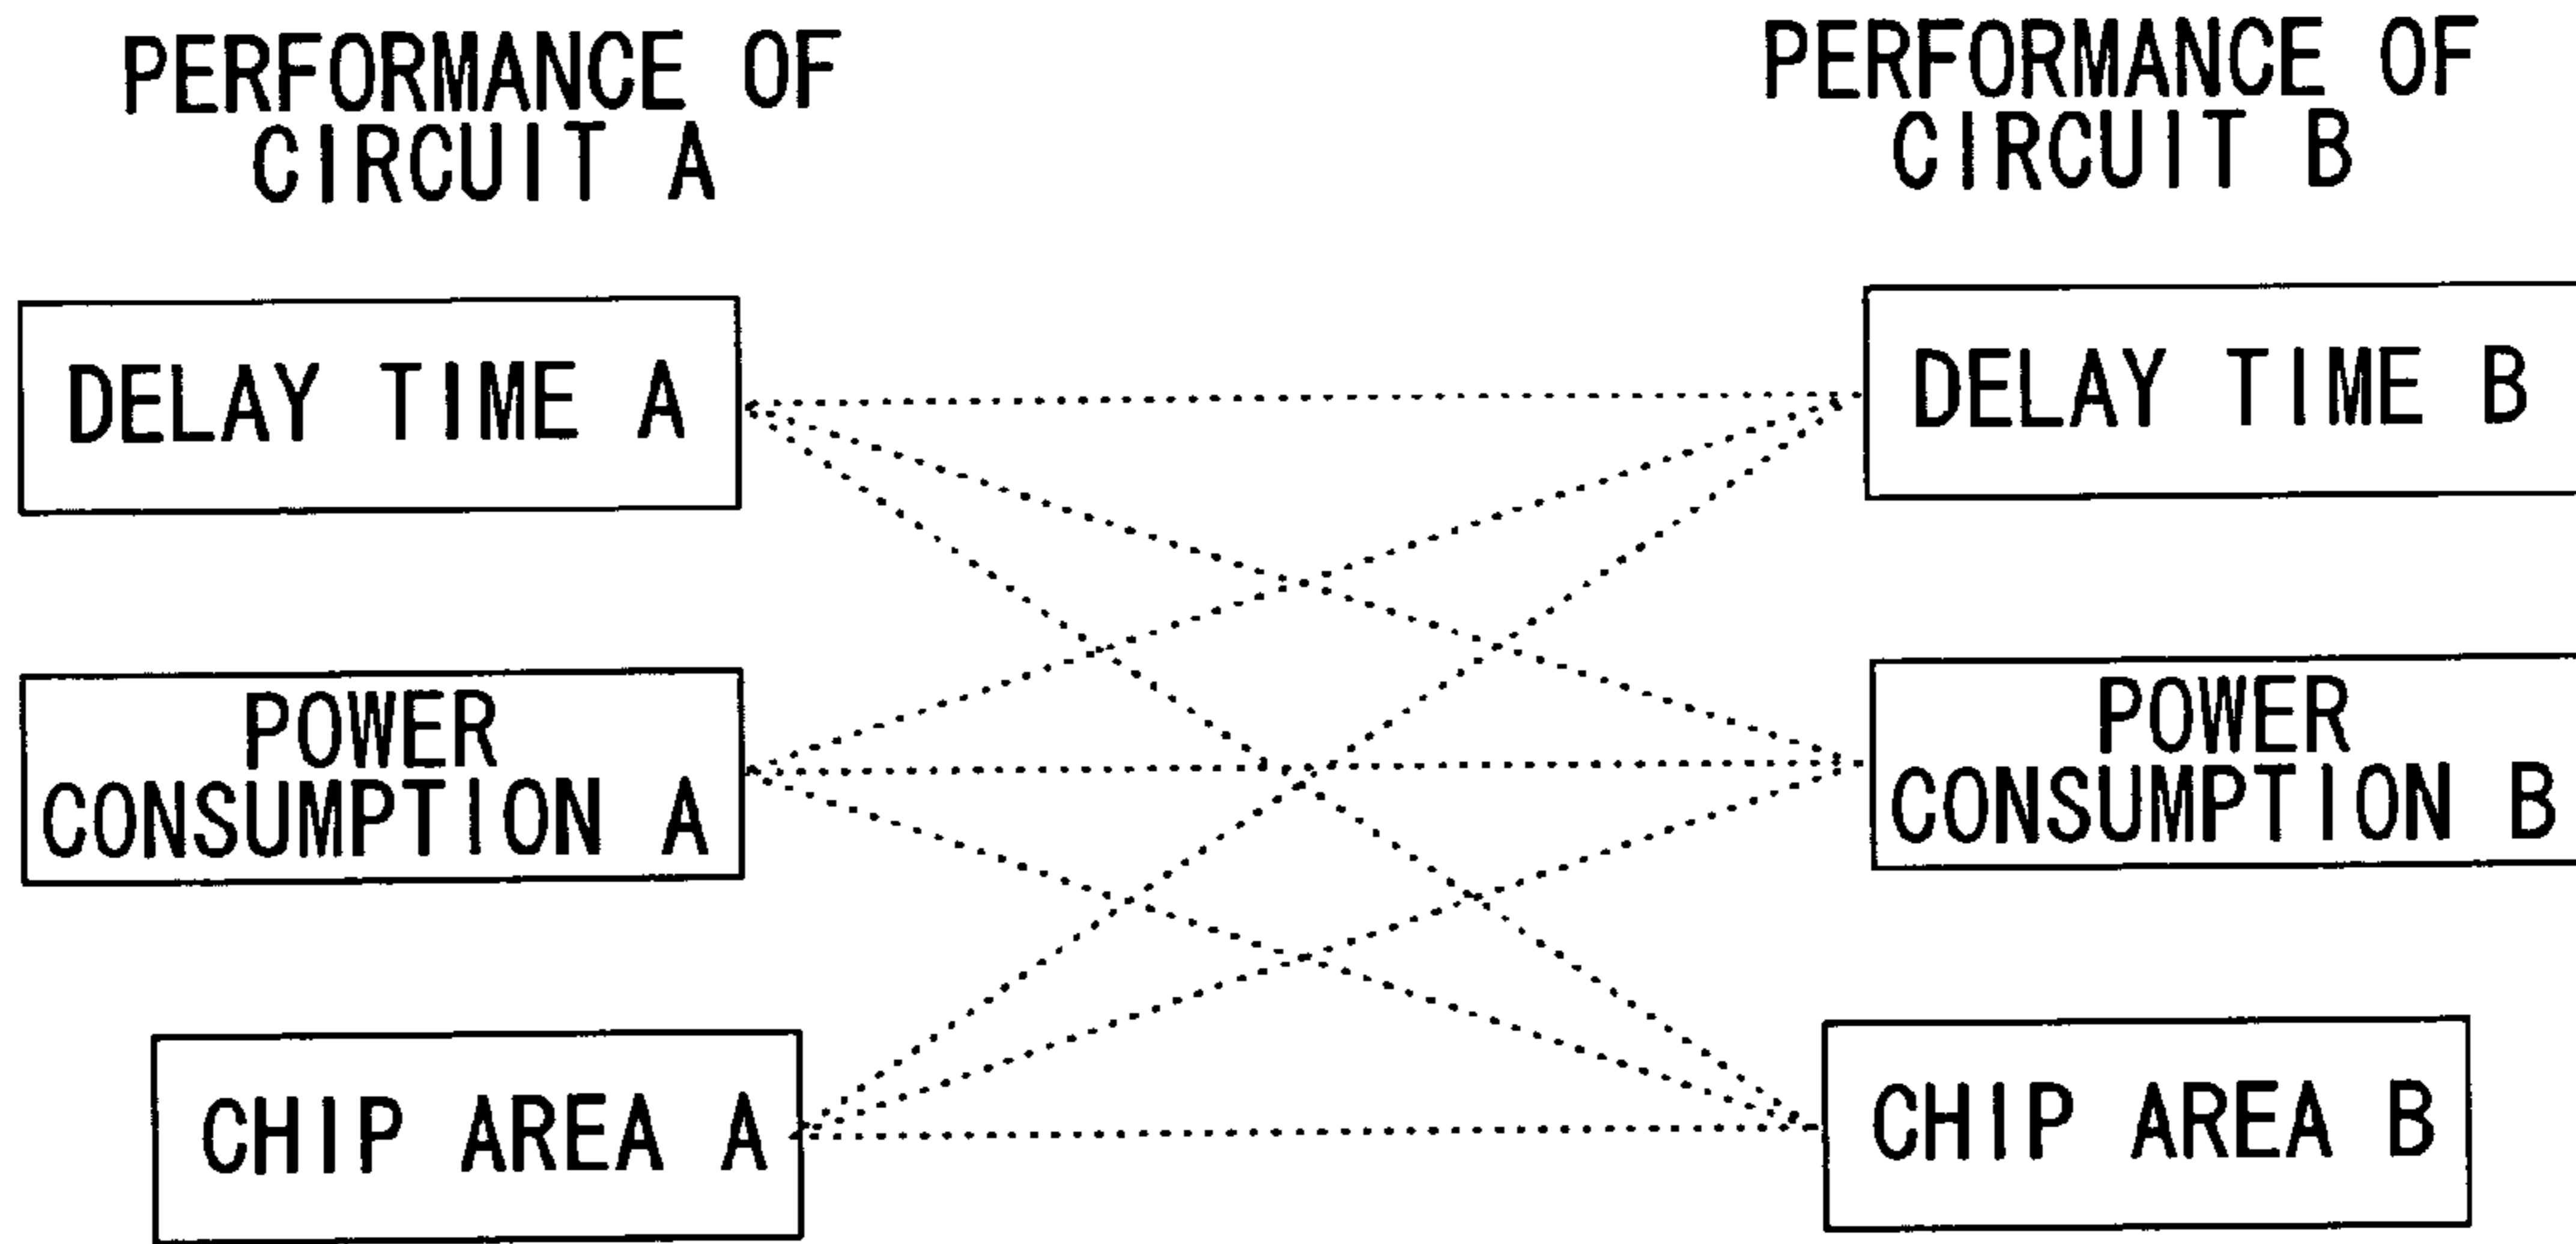 PERFORMANCE OF
CIRCUIT A
PERFORMANCE OF
CIRCUIT B
DELAY TIME A
DELAY TIME B
POWER
CONSUMPTION A
POWER
CONSUMPTION B
CHIP AREA A
CHIP AREA B